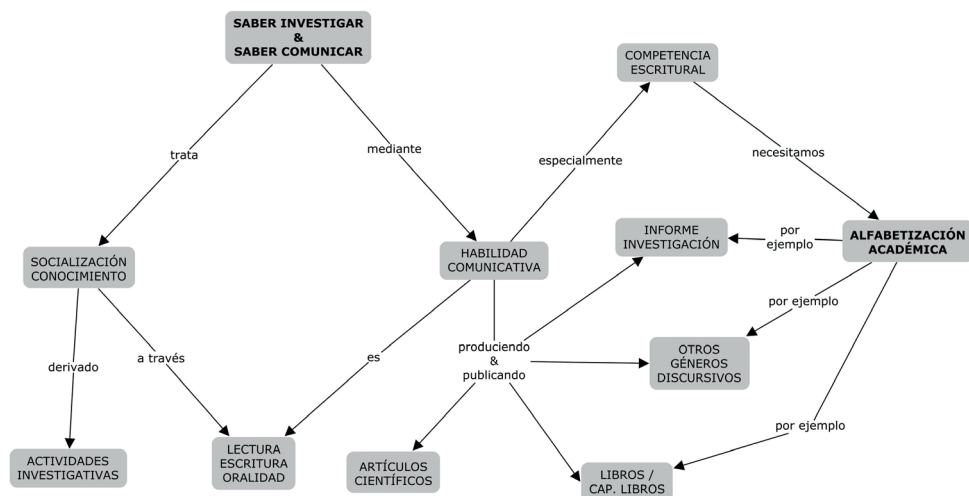 SABER INVESTIGAR
&
SABER COMUNICAR
COMPETENCIA
ESCRITURAL
trata
mediante
especialmente
necesitamos
SOCIALIZACIÓN
CONOCIMIENTO
HABILIDAD
COMUNICATIVA
INFORME
INVESTIGACIÓN
por
ejemplo
ALFABETIZACIÓN
ACADÉMICA
derivado
a través
es
produciendo
&
publicando
por ejemplo
OTROS
GÉNEROS
DISCURSIVOS
por ejemplo
ACTIVIDADES
INVESTIGATIVAS
LECTURA
ESCRITURA
ORALIDAD
ARTÍCULOS
CIENTÍFICOS
LIBROS /
CAP. LIBROS